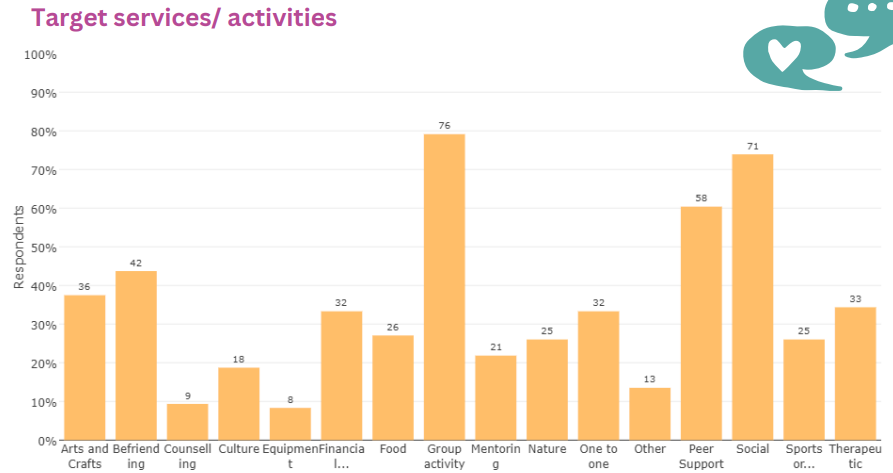 Target services/ activities
100%
90%
80%
70%
60%
50%
40%
30%
20%
10%
0%
Respondents
36
42
9
18
8
32
26
76
21
25
32
13
58
71
25
33
Arts and
Crafts
Befriend
ing
Counsell
ing
Culture
Equipmen
t
Financia
l...
Food
Group
activity
Mentorin
g
Nature
One to
one
Other
Peer
Support
Social
Sports
or...
Therapeu
tic